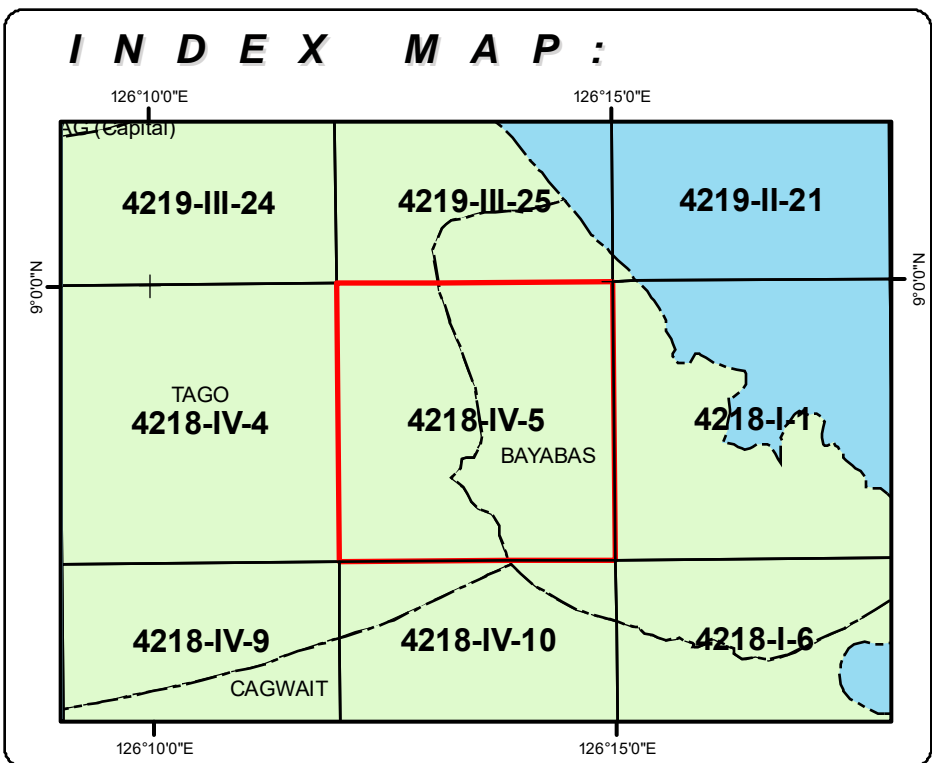 INDEX MAP:
126°10'0"E 126°15'0"E
AG (Capital)
4219-III-24 4219-III-25 4219-II-21
9°0'0"N 9°0'0"N
TAGO
4218-IV-4 4218-IV-5 4218-I-1
BAYABAS
4218-IV-9 4218-IV-10 4218-I-6
CAGWAIT
126°10'0"E 126°15'0"E